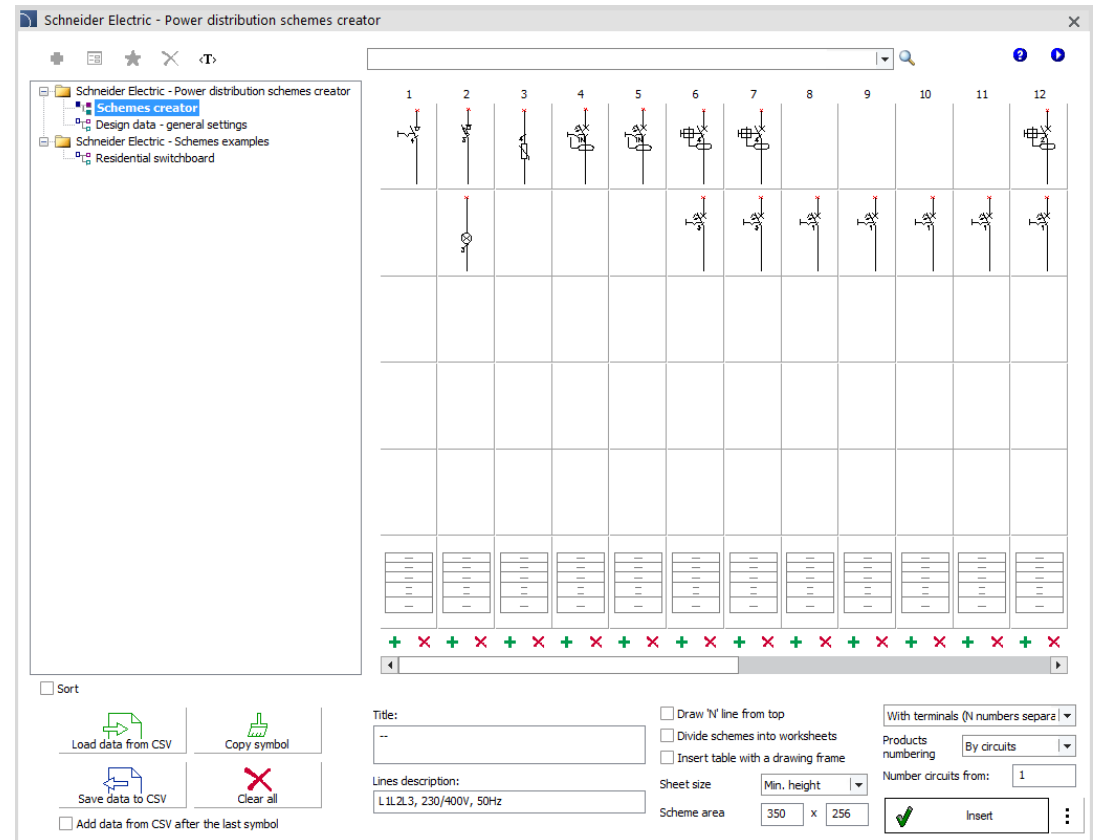 Schneider Electric - Power distribution schemes creator
‹T›
Schneider Electric - Power distribution schemes creator
Schemes creator
Design data - general settings
Schneider Electric - Schemes examples
Residential switchboard
1 2 3 4 5 6 7 8 9 10 11 12
Sort
Load data from CSV
Copy symbol
Save data to CSV
Clear all
Add data from CSV after the last symbol
Title:
--
Lines description:
L1L2L3, 230/400V, 50Hz
Draw 'N' line from top
Divide schemes into worksheets
Insert table with a drawing frame
Sheet size Min. height
Scheme area 350 x 256
With terminals (N numbers separa
Products numbering By circuits
Number circuits from: 1
Insert